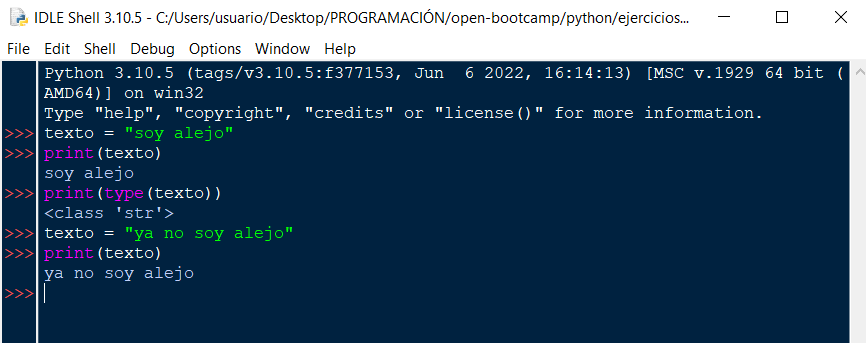 IDLE Shell 3.10.5 - C:/Users/usuario/Desktop/PROGRAMACIÓN/open-bootcamp/python/ejercicios...
File Edit Shell Debug Options Window Help
Python 3.10.5 (tags/v3.10.5:f377153, Jun  6 2022, 16:14:13) [MSC v.1929 64 bit (
AMD64)] on win32
Type "help", "copyright", "credits" or "license()" for more information.
>>> texto = "soy alejo"
>>> print(texto)
soy alejo
>>> print(type(texto))
<class 'str'>
>>> texto = "ya no soy alejo"
>>> print(texto)
ya no soy alejo
>>>